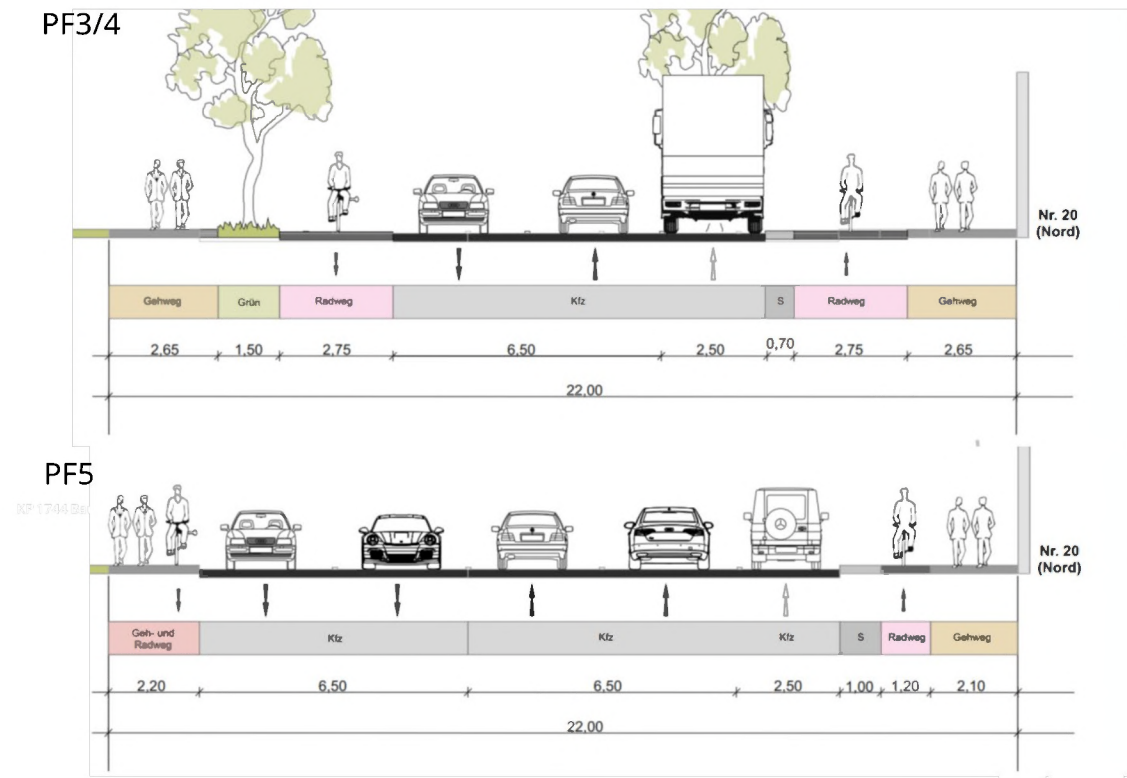 PF3/4
Nr. 20
(Nord)
Gehweg Grün Radweg Kfz S Radweg Gehweg
2,65 1,50 2,75 6,50 2,50 0,70 2,75 2,65
22,00
PF5
Nr. 20
(Nord)
Geh- und
Radweg
Kfz Kfz Kfz S Radweg Gehweg
2,20 6,50 6,50 2,50 1,00 1,20 2,10
22,00